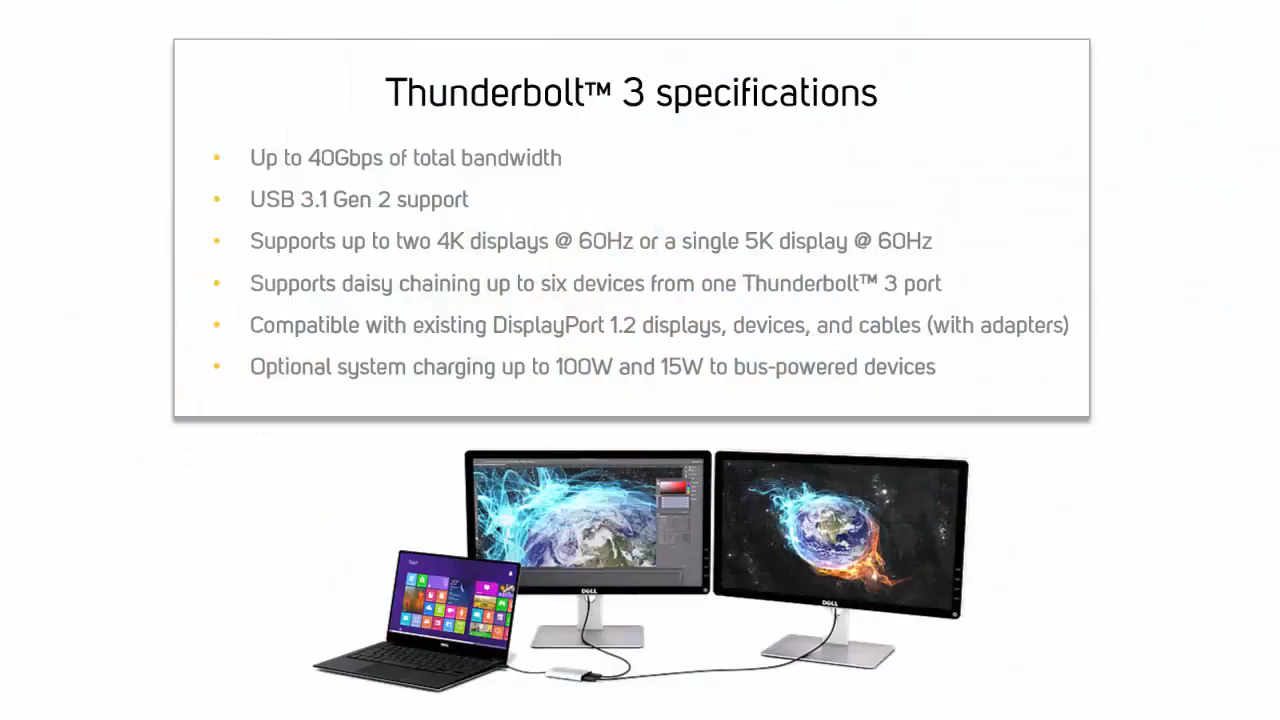 Thunderbolt™ 3 specifications
• Up to 40Gbps of total bandwidth
• USB 3.1 Gen 2 support
• Supports up to two 4K displays @ 60Hz or a single 5K display @ 60Hz
• Supports daisy chaining up to six devices from one Thunderbolt™ 3 port
• Compatible with existing DisplayPort 1.2 displays, devices, and cables (with adapters)
• Optional system charging up to 100W and 15W to bus-powered devices
Start
DELL
DELL
DELL